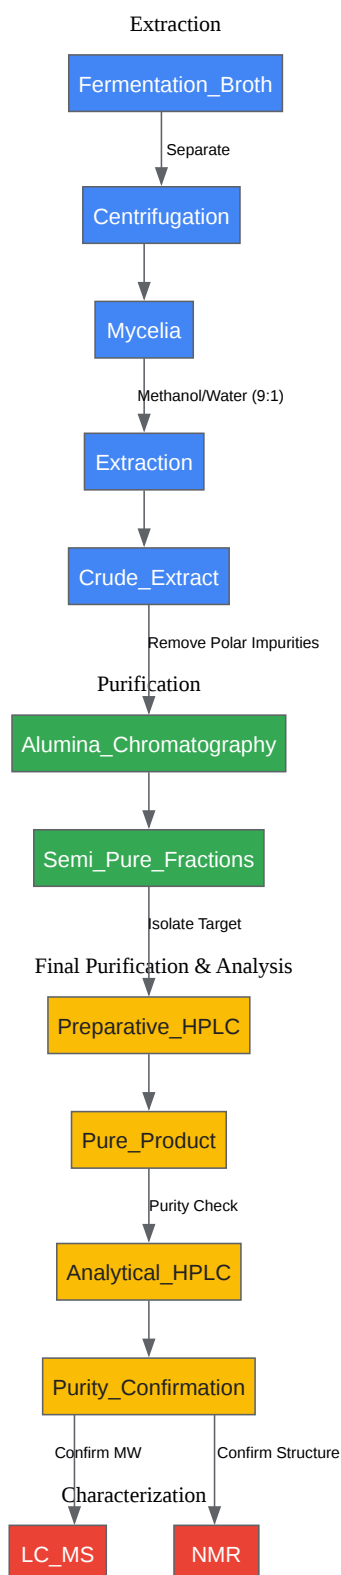 Extraction
Fermentation_Broth
Separate
Centrifugation
Mycelia
Methanol/Water (9:1)
Extraction
Crude_Extract
Remove Polar Impurities
Purification
Alumina_Chromatography
Semi_Pure_Fractions
Isolate Target
Final Purification & Analysis
Preparative_HPLC
Pure_Product
Purity Check
Analytical_HPLC
Purity_Confirmation
Confirm MW
Confirm Structure
Characterization
LC_MS
NMR